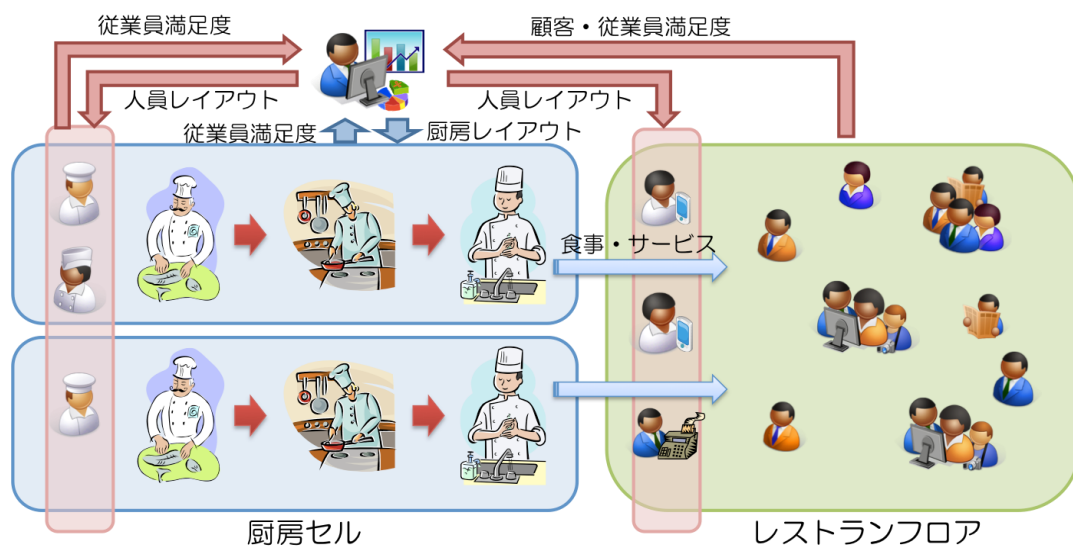 従業員満足度
顧客・従業員満足度
人員レイアウト
人員レイアウト
従業員満足度
厨房レイアウト
食事・サービス
厨房セル
レストランフロア